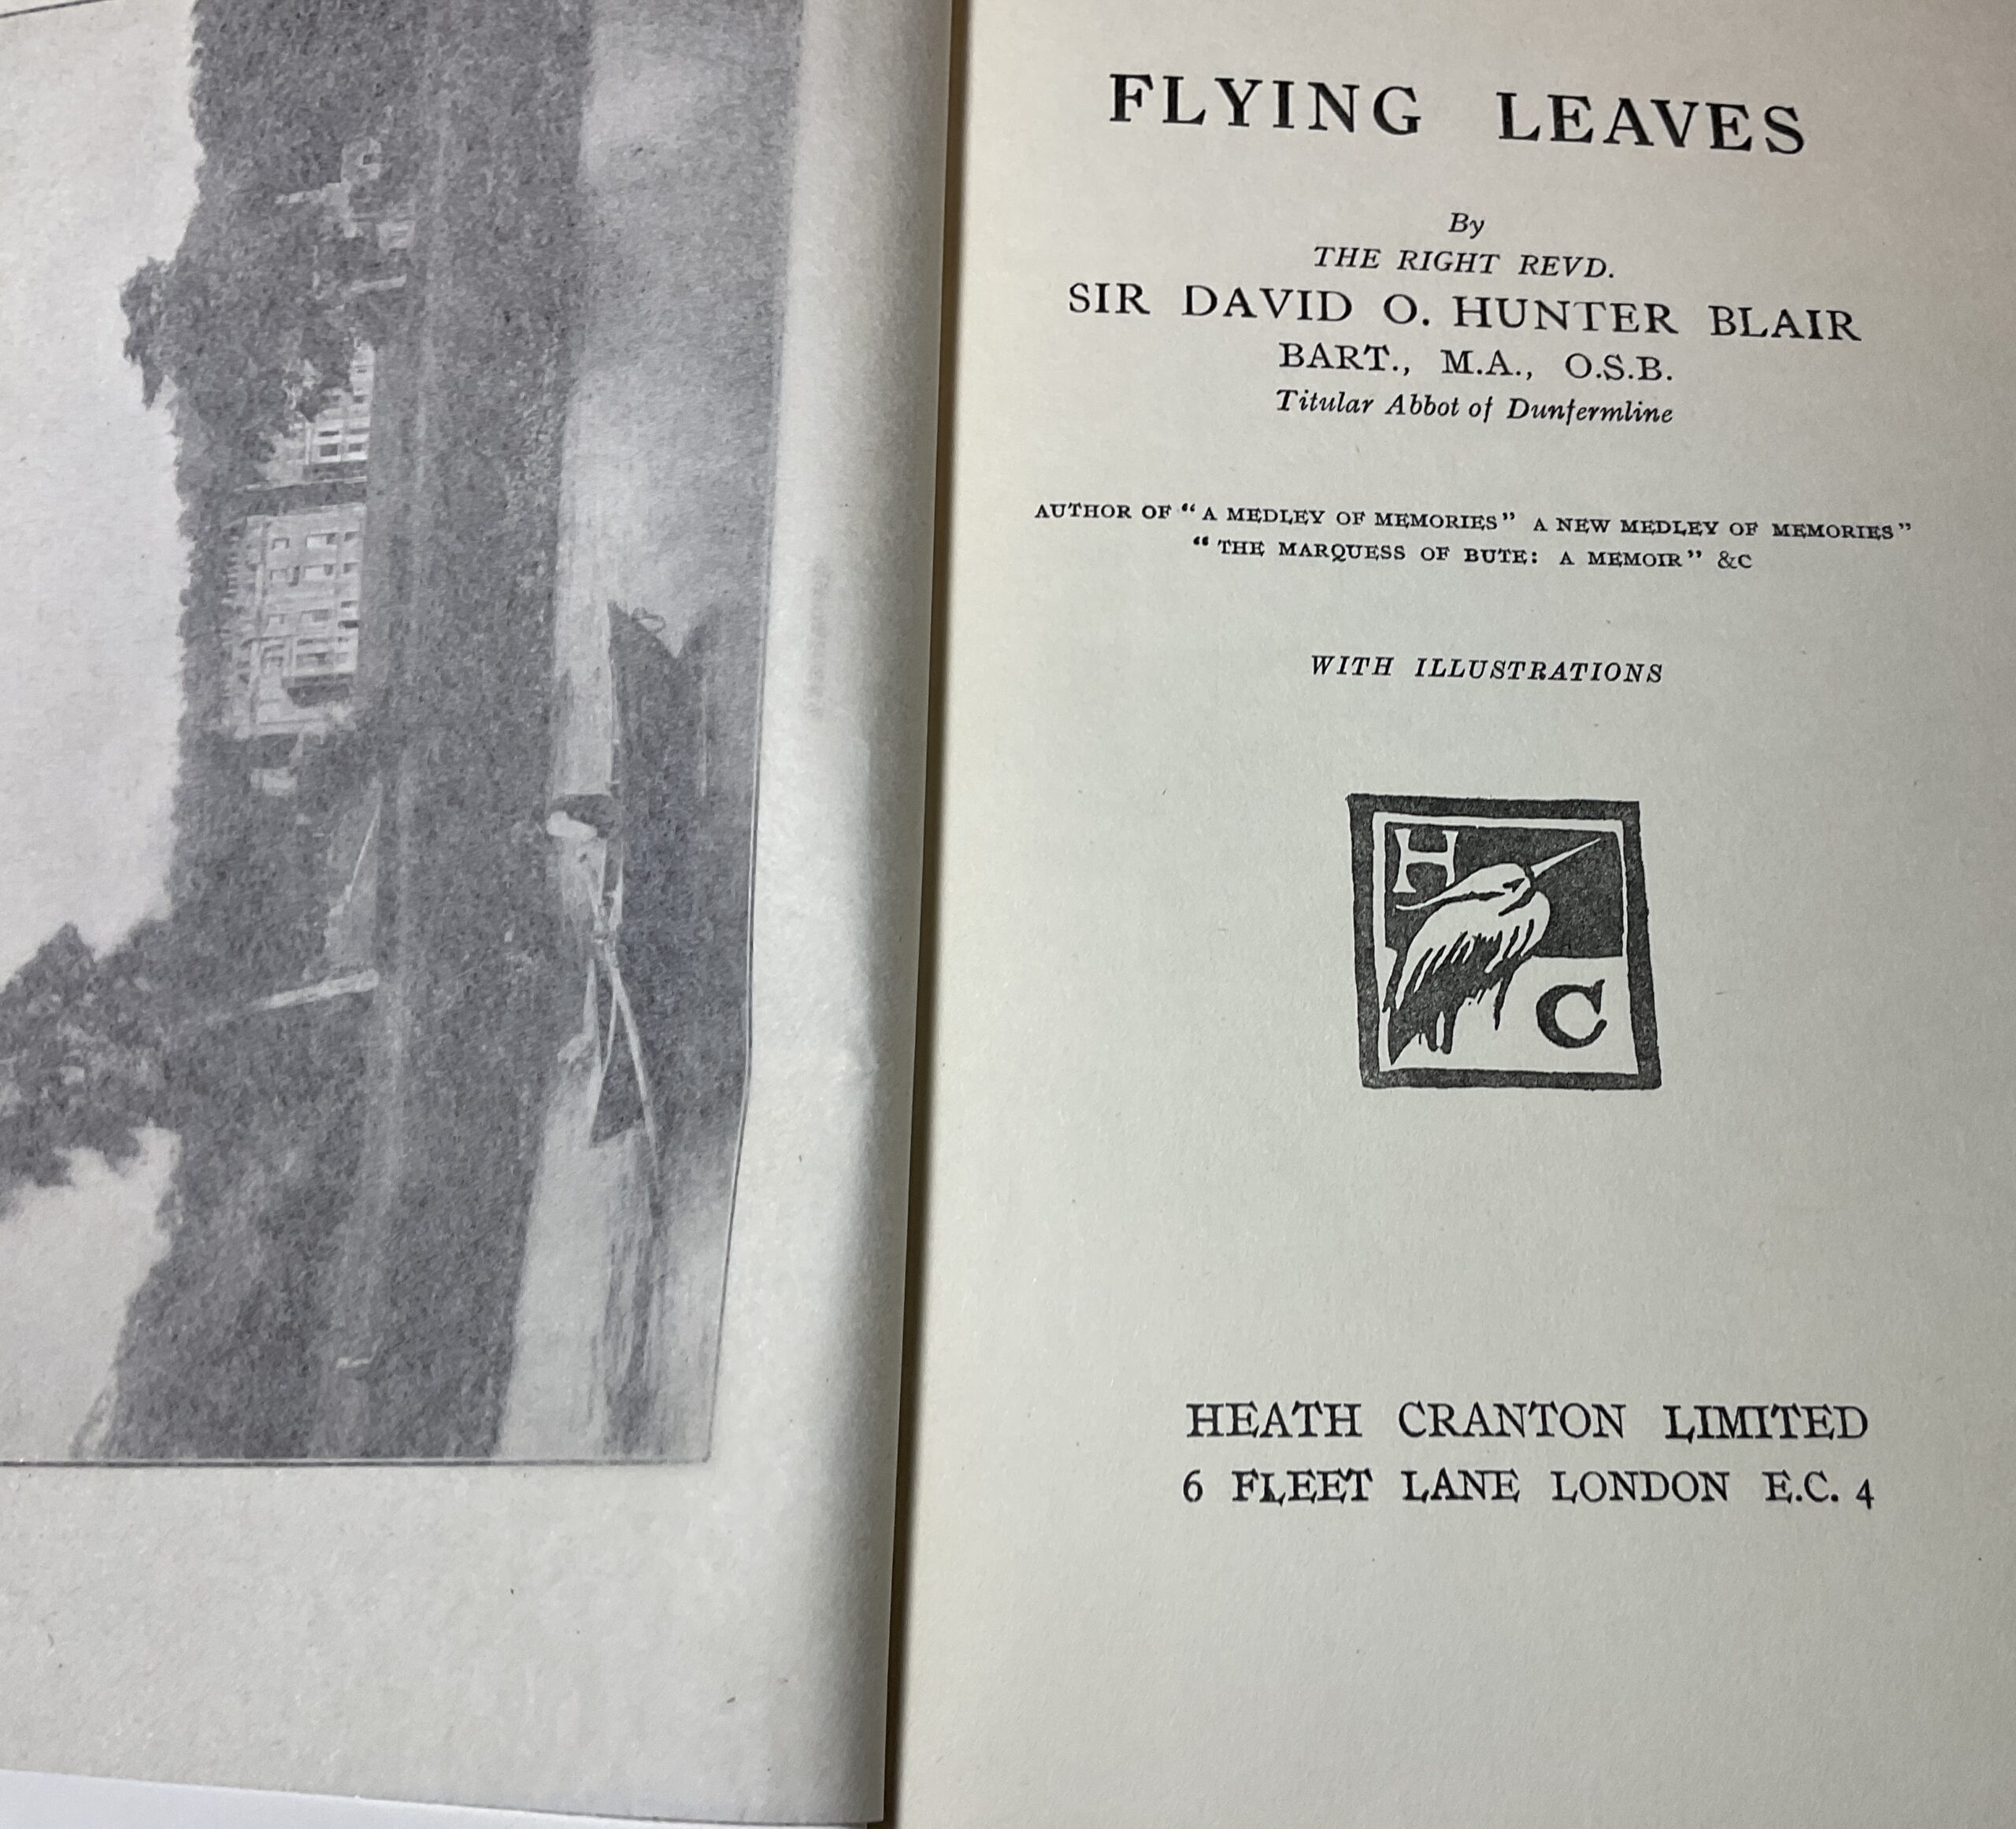 FLYING LEAVES
By
THE RIGHT REVD.
SIR DAVID O. HUNTER BLAIR
BART., M.A., O.S.B.
Titular Abbot of Dunfermline
AUTHOR OF “A MEDLEY OF MEMORIES” A NEW MEDLEY OF MEMORIES”
“THE MARQUESS OF BUTE: A MEMOIR” &C
WITH ILLUSTRATIONS
H
C
HEATH CRANTON LIMITED
6 FLEET LANE LONDON E.C. 4